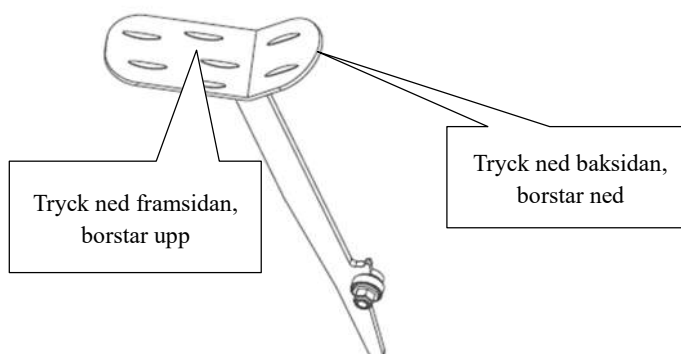 Tryck ned framsidan,
borstar upp
Tryck ned baksidan,
borstar ned